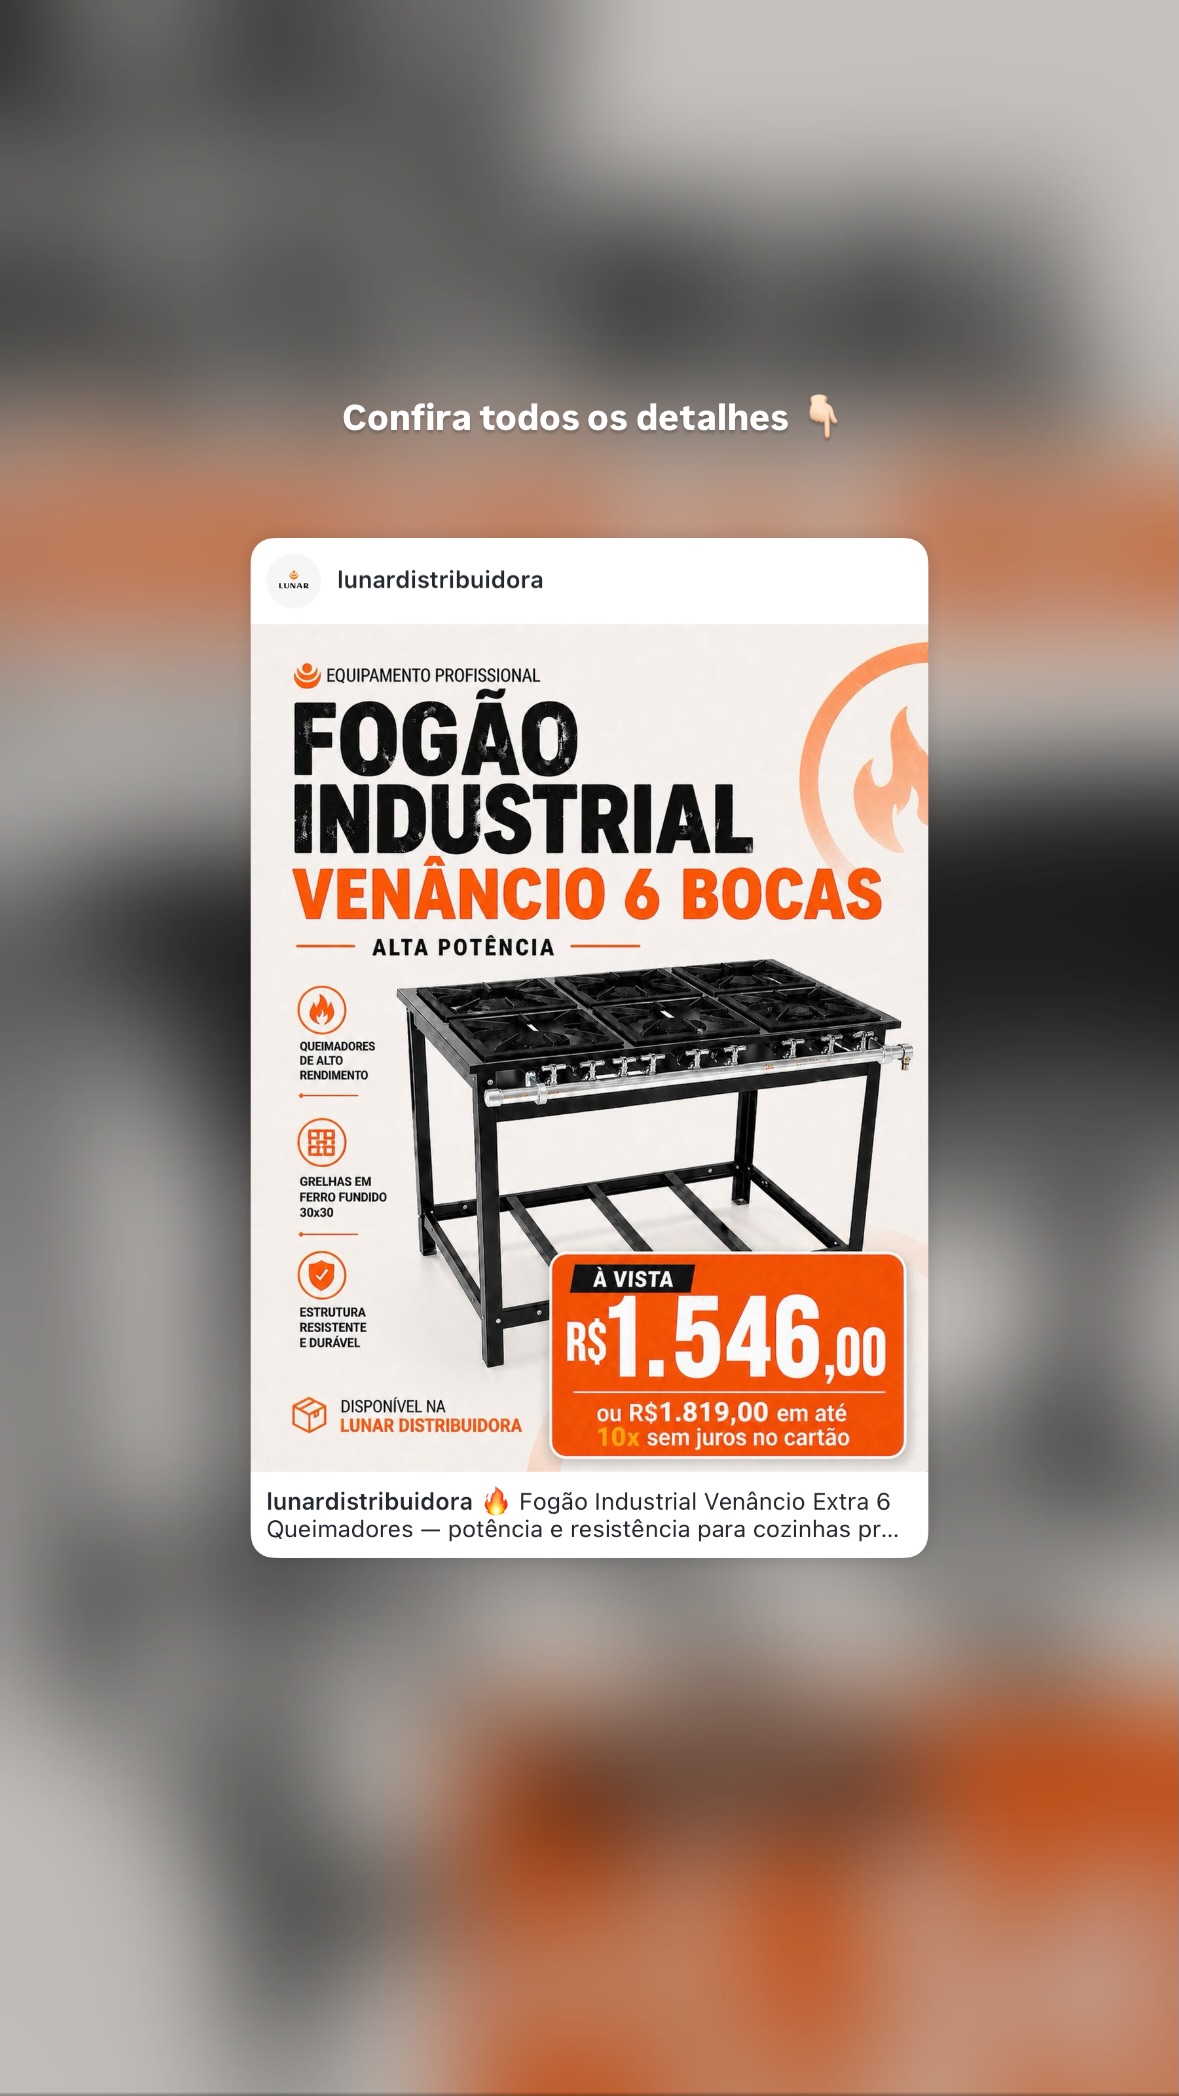 Confira todos os detalhes 👇🏻
LUNAR
lunardistribuidora
EQUIPAMENTO PROFISSIONAL
FOGÃO
INDUSTRIAL
VENÂNCIO 6 BOCAS
ALTA POTÊNCIA
QUEIMADORES
DE ALTO
RENDIMENTO
GRELHAS EM
FERRO FUNDIDO
30x30
ESTRUTURA
RESISTENTE
E DURÁVEL
À VISTA
R$1.546,00
ou R$1.819,00 em até
10x sem juros no cartão
DISPONÍVEL NA
LUNAR DISTRIBUIDORA
lunardistribuidora 🔥 Fogão Industrial Venâncio Extra 6
Queimadores — potência e resistência para cozinhas pr...